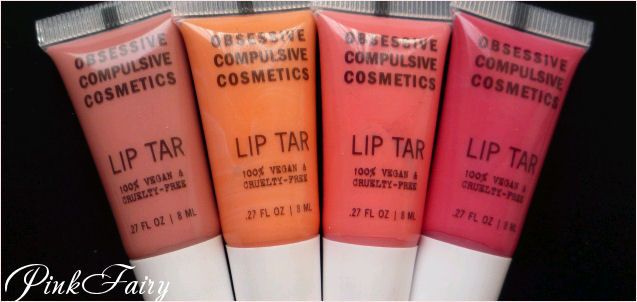 OBSESSIVE
COMPULSIVE
COSMETICS
LIP TAR
100% VEGAN &
CRUELTY-FREE
.27 FL OZ | 8 ML
OBSESSIVE
COMPULSIVE
COSMETICS
LIP TAR
100% VEGAN &
CRUELTY-FREE
.27 FL OZ | 8 ML
OBSESSIVE
COMPULSIVE
COSMETICS
LIP TAR
100% VEGAN &
CRUELTY-FREE
.27 FL OZ | 8 ML
OBSESSIVE
COMPULSIVE
COSMETICS
LIP TAR
100% VEGAN &
CRUELTY-FREE
.27 FL OZ | 8 ML
PinkFairy